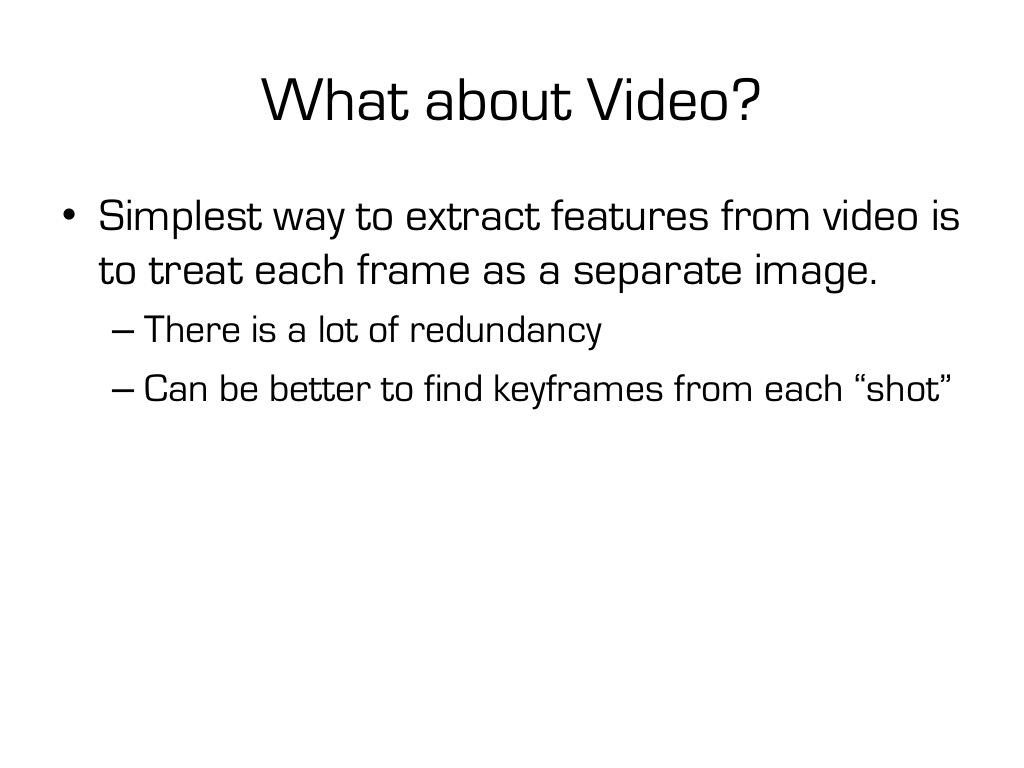 What about Video?
• Simplest way to extract features from video is
to treat each frame as a separate image.
– There is a lot of redundancy
– Can be better to find keyframes from each “shot”